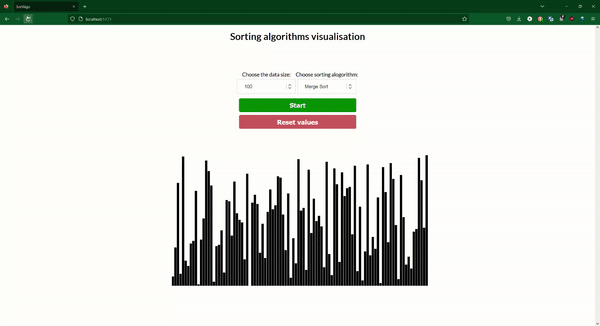 SortAlgo
localhost:5173
Sorting algorithms visualisation
Choose the data size: Choose sorting alogorithm:
100 Merge Sort
Start
Reset values